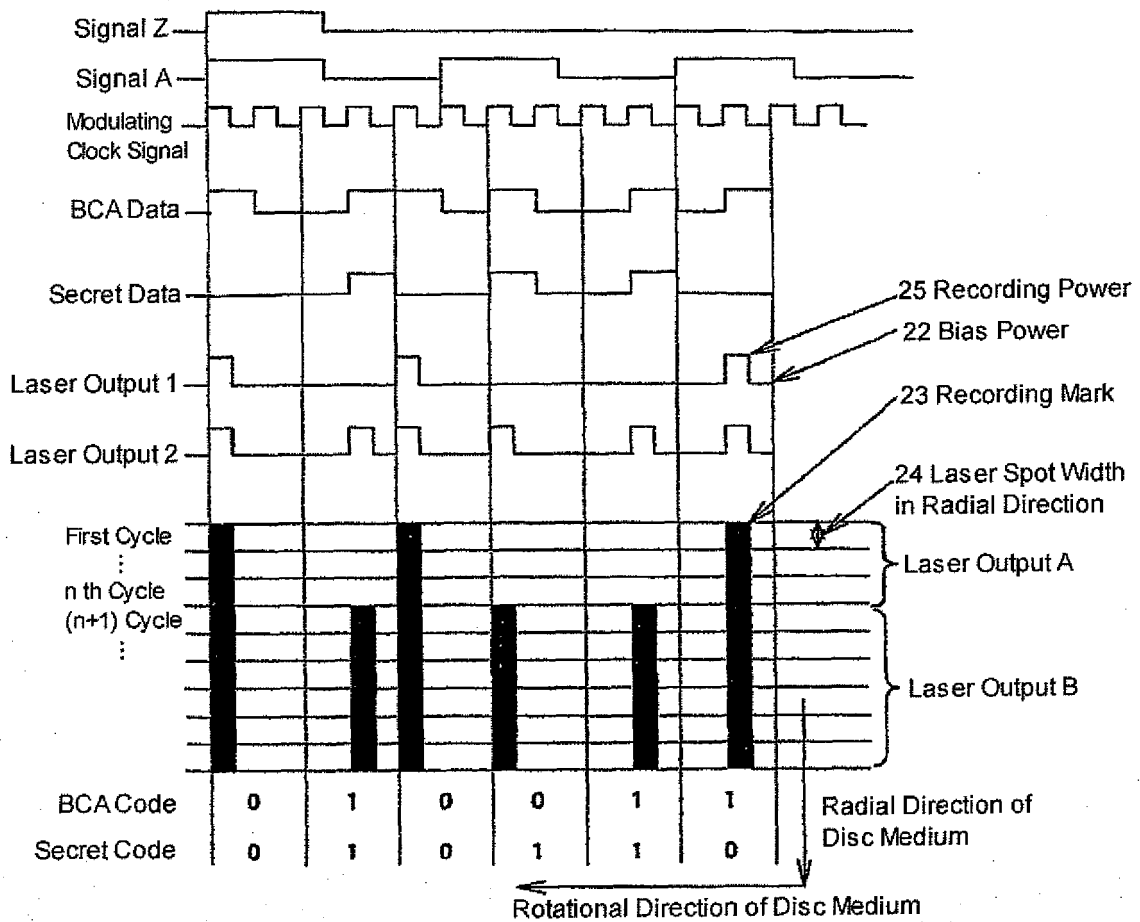 Signal Z
Signal A
Modulating
Clock Signal
BCA Data
Secret Data
25 Recording Power
22 Bias Power
Laser Output 1
23 Recording Mark
Laser Output 2
24 Laser Spot Width
in Radial Direction
First Cycle
⋮
n th Cycle
(n+1) Cycle
⋮
Laser Output A
Laser Output B
BCA Code 0 1 0 0 1 1
Secret Code 0 1 0 1 1 0
Radial Direction of
Disc Medium
Rotational Direction of Disc Medium